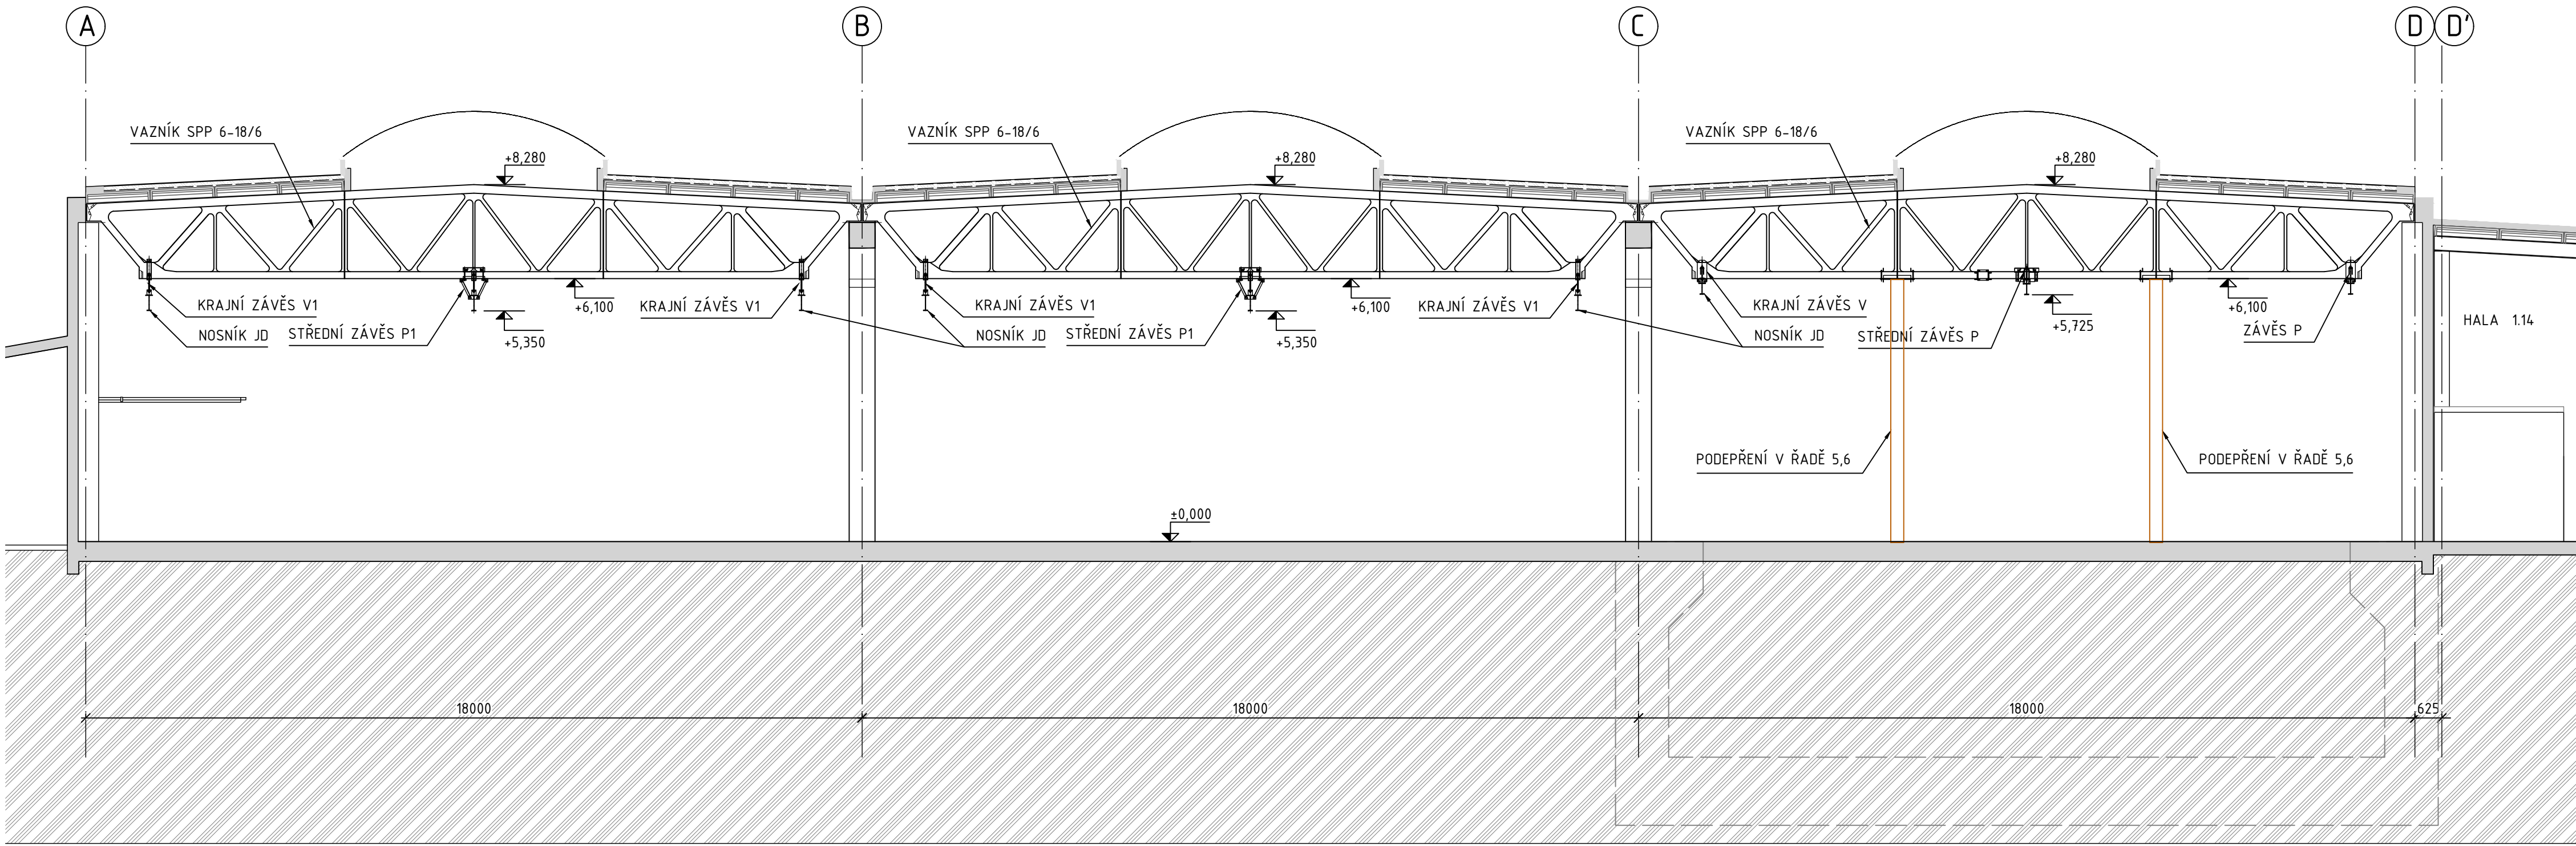 A
B
C
D
D'
VAZNÍK SPP 6-18/6
VAZNÍK SPP 6-18/6
VAZNÍK SPP 6-18/6
+8,280
+8,280
+8,280
KRAJNÍ ZÁVĚS V1
NOSNÍK JD
STŘEDNÍ ZÁVĚS P1
+5,350
+6,100
KRAJNÍ ZÁVĚS V1
NOSNÍK JD
KRAJNÍ ZÁVĚS V1
STŘEDNÍ ZÁVĚS P1
+5,350
+6,100
KRAJNÍ ZÁVĚS V1
NOSNÍK JD
KRAJNÍ ZÁVĚS V
STŘEDNÍ ZÁVĚS P
+5,725
+6,100
ZÁVĚS P
HALA 1.14
PODEPŘENÍ V ŘADĚ 5,6
PODEPŘENÍ V ŘADĚ 5,6
±0,000
18000
18000
18000
625